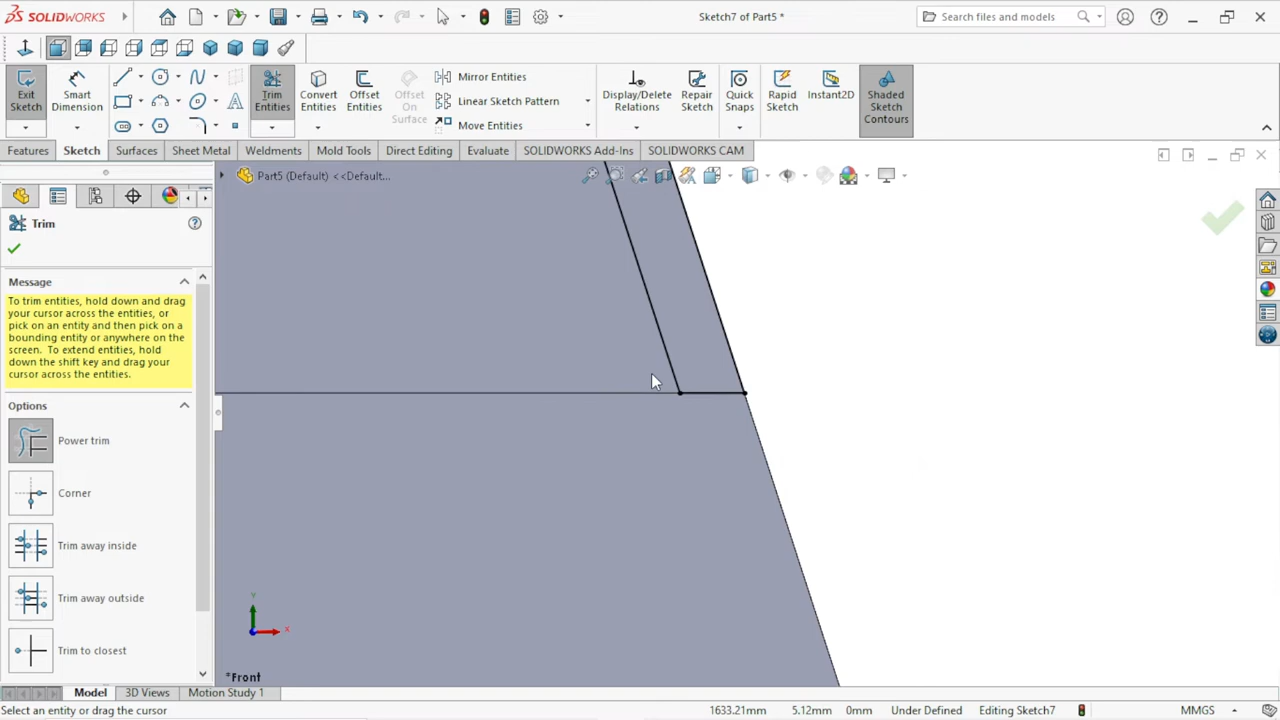 SOLIDWORKS
Sketch7 of Part5 *
Search files and models
Exit Sketch
Smart Dimension
Trim Entities
Convert Entities
Offset Entities
Offset On Surface
Mirror Entities
Linear Sketch Pattern
Move Entities
Display/Delete Relations
Repair Sketch
Quick Snaps
Rapid Sketch
Instant2D
Shaded Sketch Contours
Features
Sketch
Surfaces
Sheet Metal
Weldments
Mold Tools
Direct Editing
Evaluate
SOLIDWORKS Add-Ins
SOLIDWORKS CAM
Part5 (Default) <<Default...
Trim
Message
To trim entities, hold down and drag
your cursor across the entities, or
pick on an entity and then pick on a
bounding entity or anywhere on the
screen.  To extend entities, hold
down the shift key and drag your
cursor across the entities.
Options
Power trim
Corner
Trim away inside
Trim away outside
Trim to closest
Y
X
*Front
Model
3D Views
Motion Study 1
Select an entity or drag the cursor
1633.21mm
5.12mm
0mm
Under Defined
Editing Sketch7
MMGS